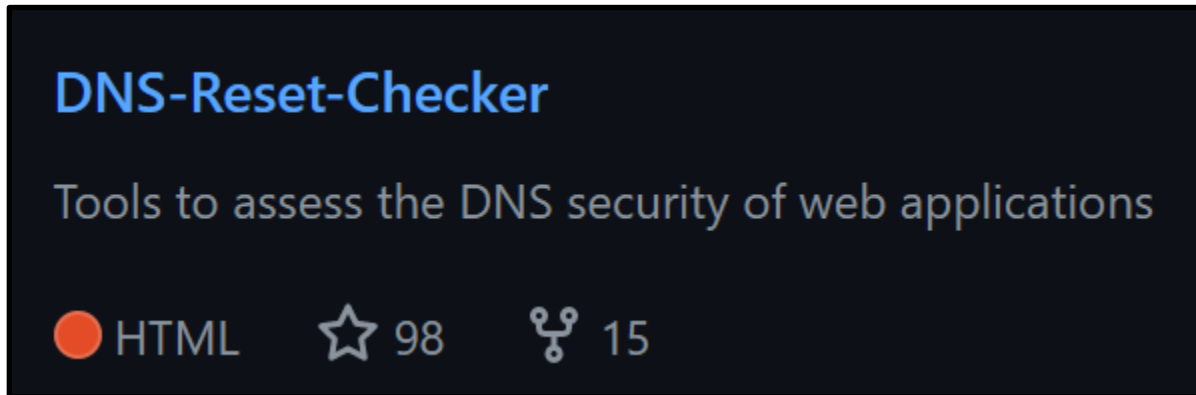 DNS-Reset-Checker
Tools to assess the DNS security of web applications
HTML 98 15